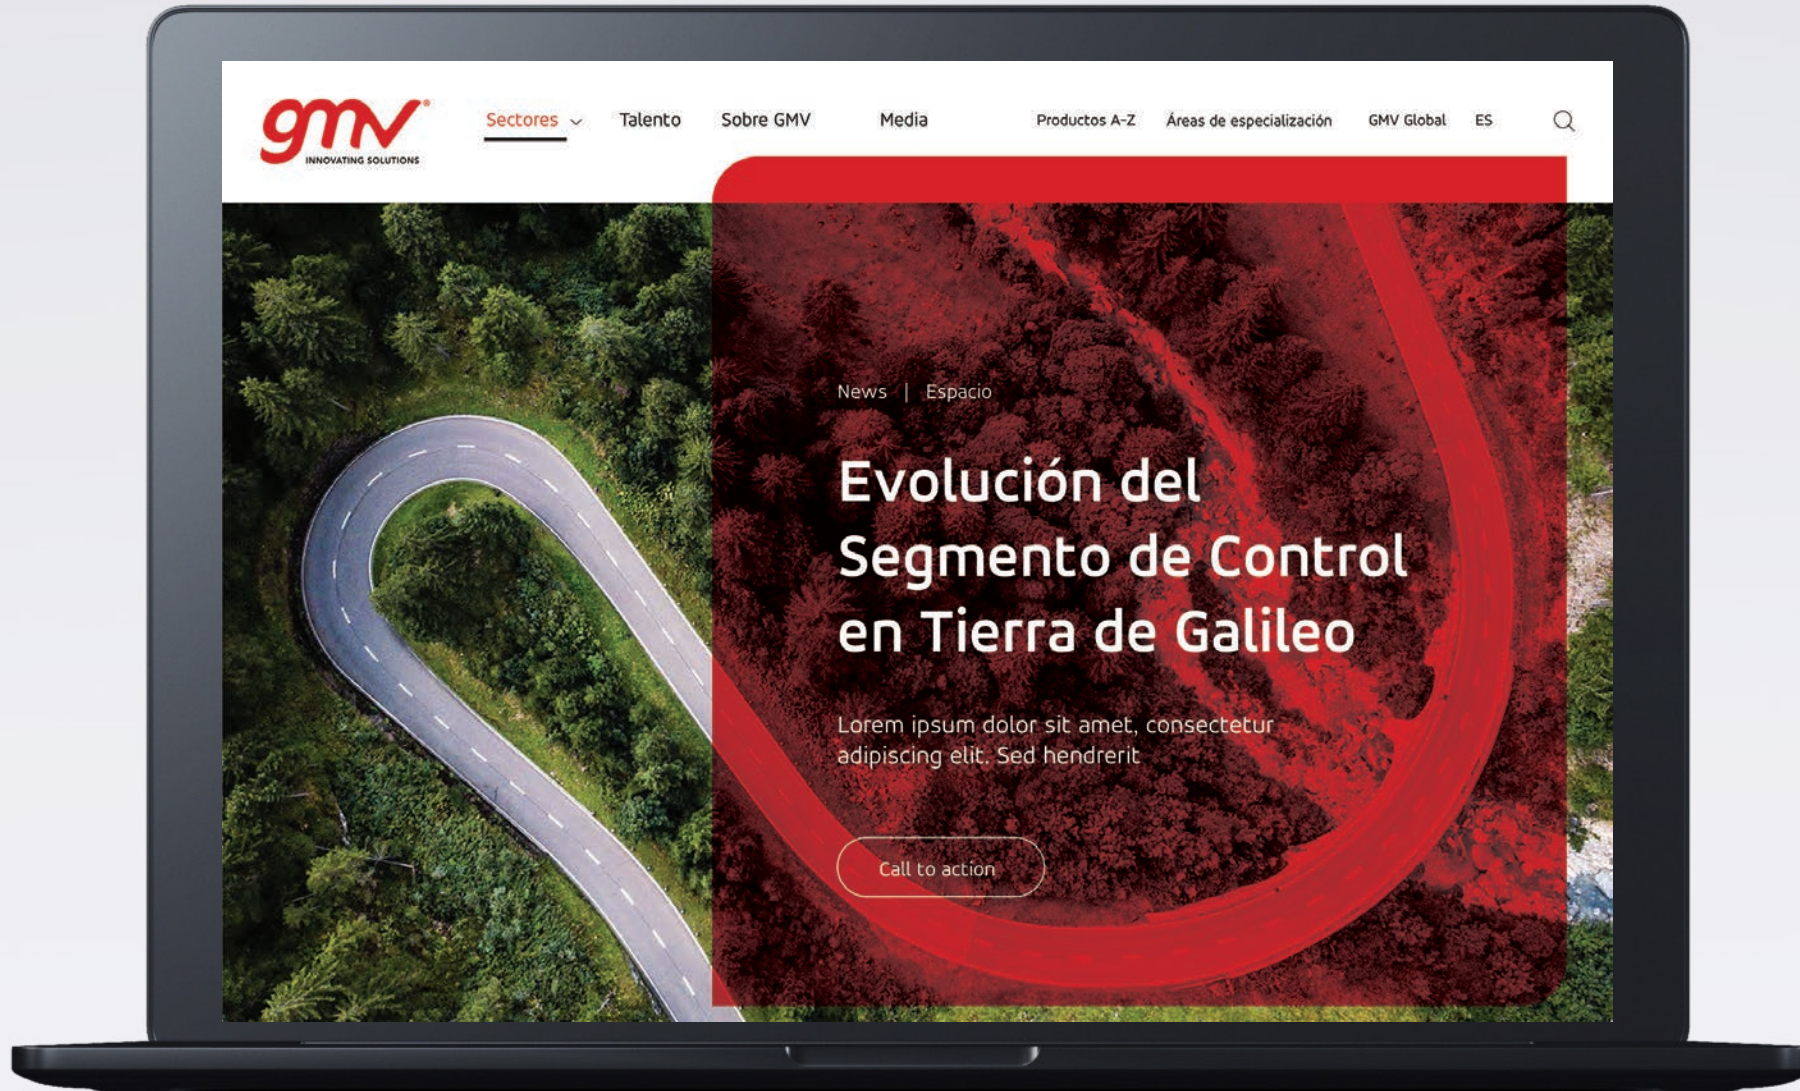 gmv®
INNOVATING SOLUTIONS
Sectores
Talento
Sobre GMV
Media
Productos A-Z
Áreas de especialización
GMV Global
ES
News | Espacio
Evolución del
Segmento de Control
en Tierra de Galileo
Lorem ipsum dolor sit amet, consectetur
adipiscing elit. Sed hendrerit
Call to action